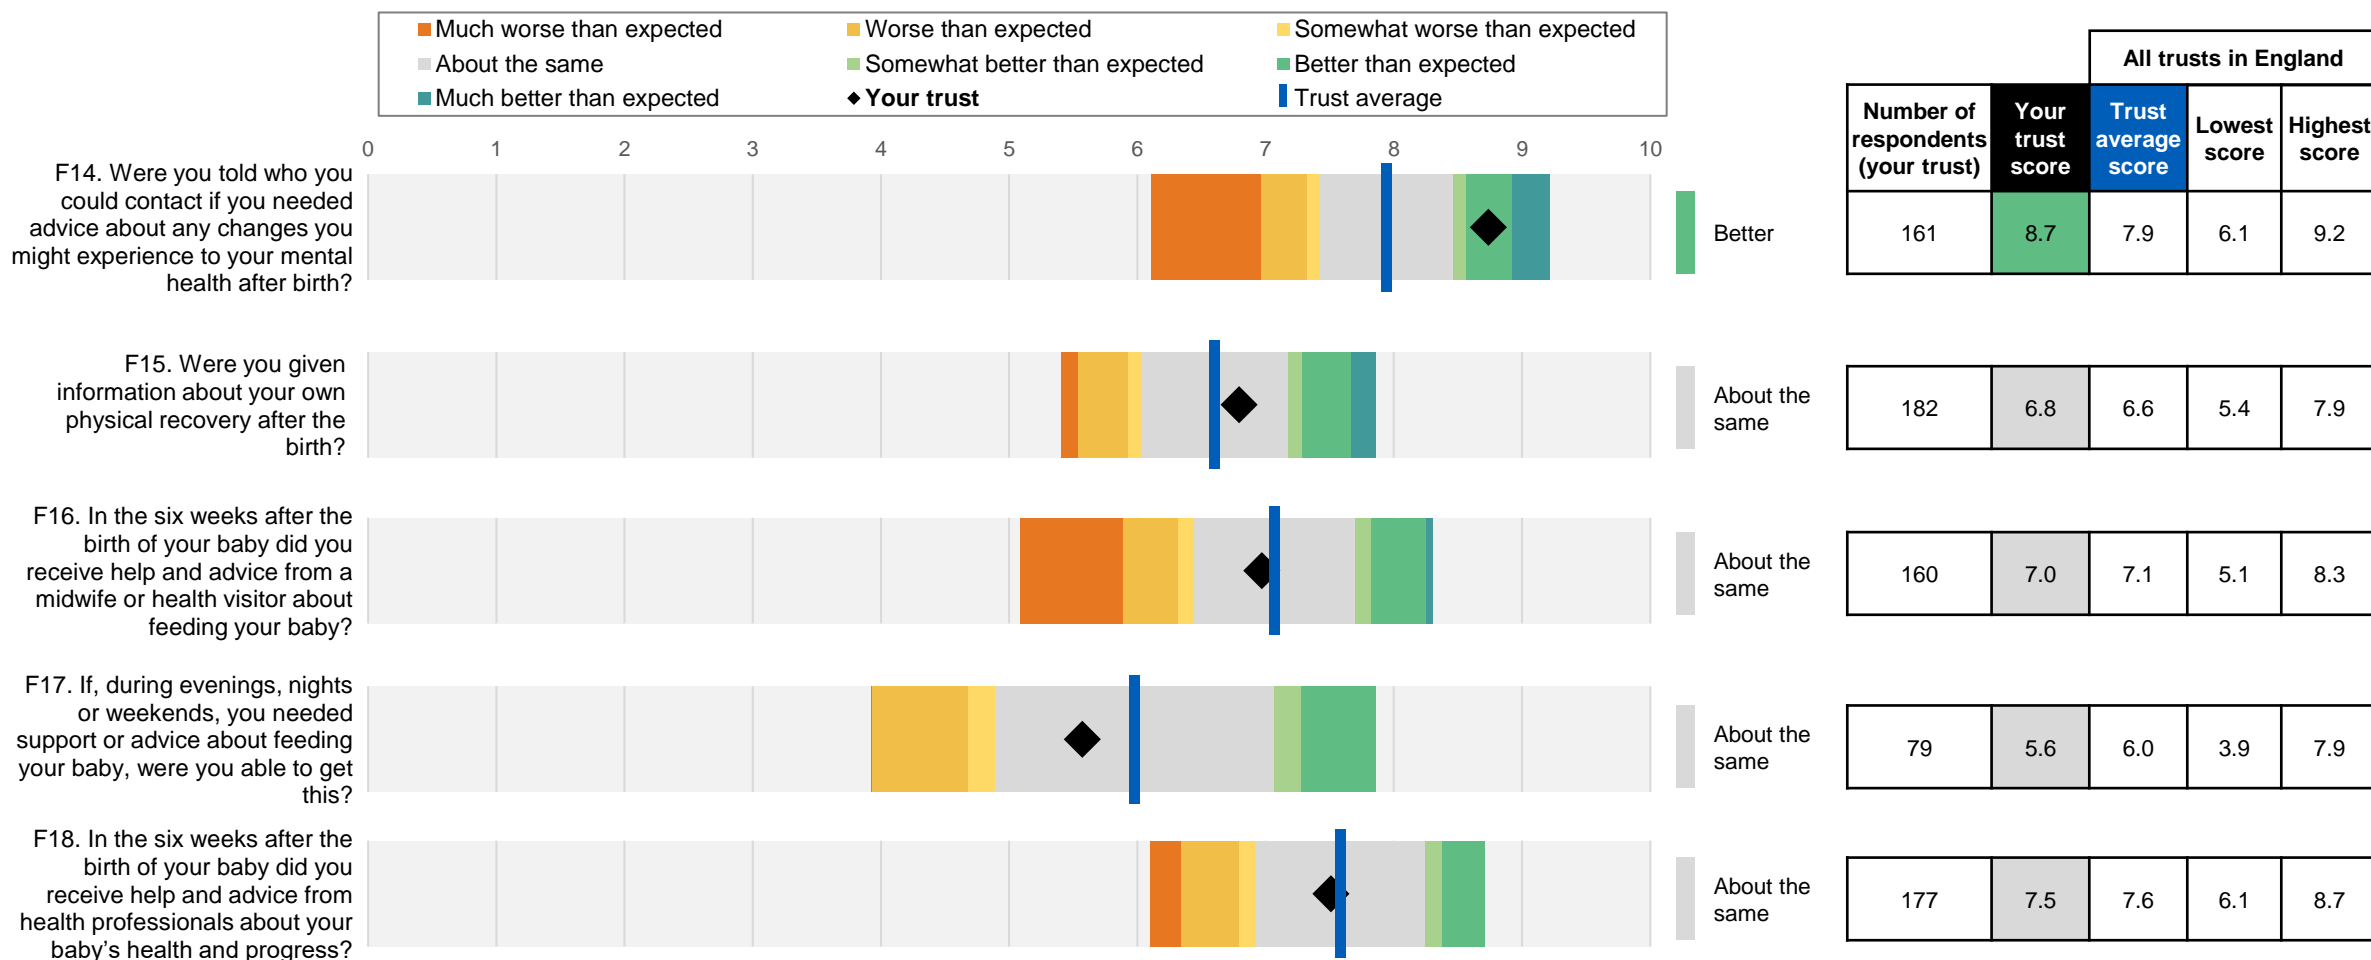 Much worse than expected
Worse than expected
Somewhat worse than expected
About the same
Somewhat better than expected
Better than expected
Much better than expected
Your trust
Trust average
All trusts in England
Number of
respondents
(your trust)
Your
trust
score
Trust
average
score
Lowest
score
Highest
score
0 1 2 3 4 5 6 7 8 9 10
F14. Were you told who you
could contact if you needed
advice about any changes you
might experience to your mental
health after birth?
Better
161 8.7 7.9 6.1 9.2
F15. Were you given
information about your own
physical recovery after the
birth?
About the
same
182 6.8 6.6 5.4 7.9
F16. In the six weeks after the
birth of your baby did you
receive help and advice from a
midwife or health visitor about
feeding your baby?
About the
same
160 7.0 7.1 5.1 8.3
F17. If, during evenings, nights
or weekends, you needed
support or advice about feeding
your baby, were you able to get
this?
About the
same
79 5.6 6.0 3.9 7.9
F18. In the six weeks after the
birth of your baby did you
receive help and advice from
health professionals about your
baby’s health and progress?
About the
same
177 7.5 7.6 6.1 8.7